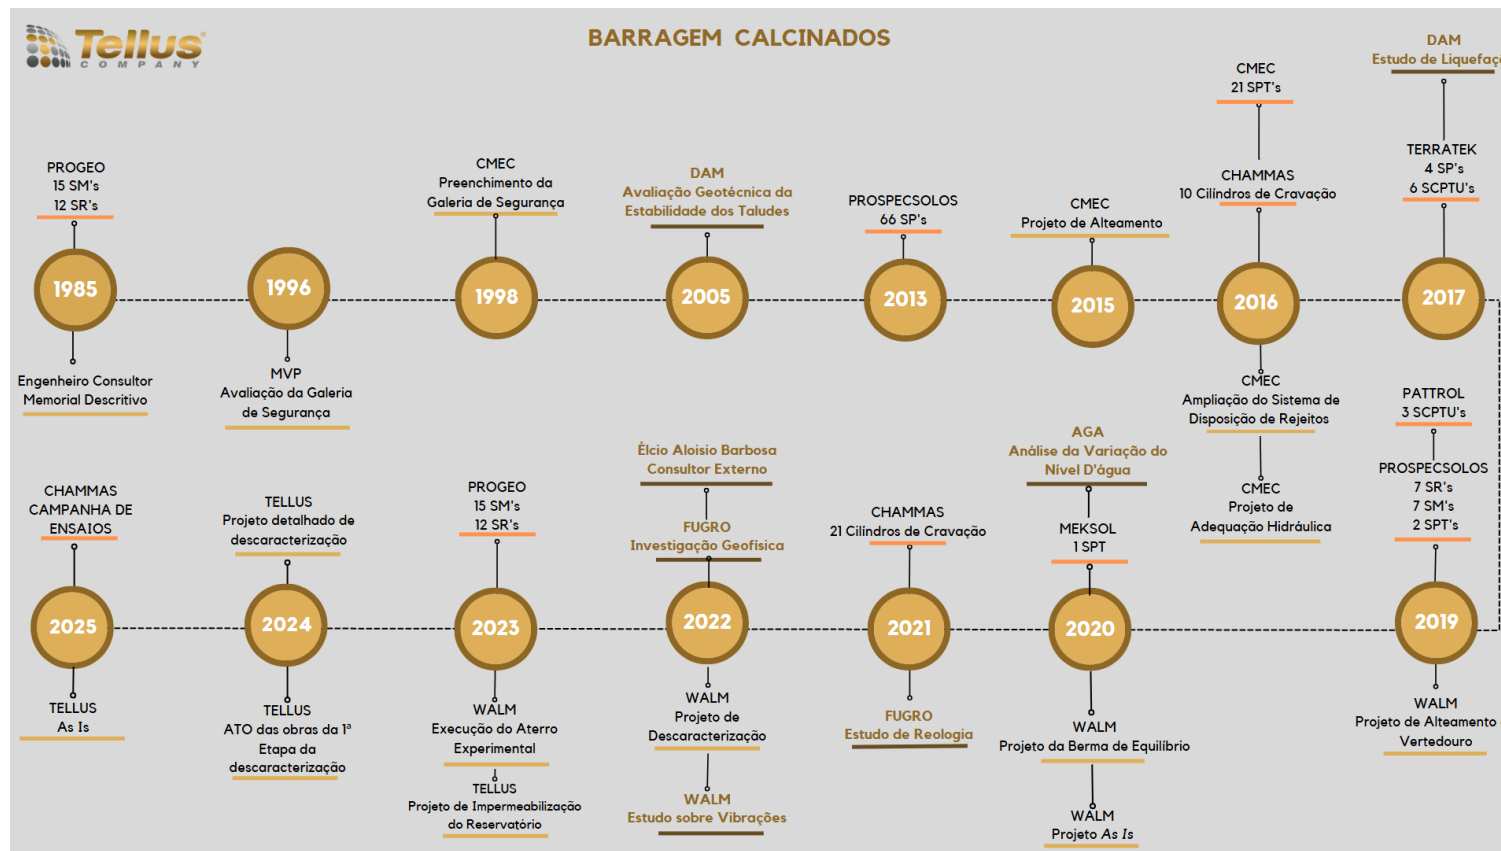 Tellus
COMPANY
BARRAGEM CALCINADOS
PROGEO
15 SM's
12 SR's
1985
Engenheiro Consultor
Memorial Descritivo
1996
MVP
Avaliação da Galeria
de Segurança
CMEC
Preenchimento da
Galeria de Segurança
1998
DAM
Avaliação Geotécnica da
Estabilidade dos Taludes
2005
PROSPECSOLOS
66 SP's
2013
CMEC
Projeto de Alteamento
2015
CMEC
21 SPT's
CHAMMAS
10 Cilíndros de Cravação
2016
CMEC
Ampliação do Sistema de
Disposição de Rejeitos
CMEC
Projeto de
Adequação Hidráulica
DAM
Estudo de Liquefaç
TERRATEK
4 SP's
6 SCPTU's
2017
PATTROL
3 SCPTU's
PROSPECSOLOS
7 SR's
7 SM's
2 SPT's
2019
WALM
Projeto de Alteamento
Vertedouro
AGA
Análise da Variação do
Nível D'água
MEKSOL
1 SPT
2020
WALM
Projeto da Berma de Equilíbrio
WALM
Projeto As Is
CHAMMAS
21 Cilíndros de Cravação
2021
FUGRO
Estudo de Reologia
Élcio Aloisio Barbosa
Consultor Externo
FUGRO
Investigação Geofísica
2022
WALM
Projeto de
Descaracterização
WALM
Estudo sobre Vibrações
PROGEO
15 SM's
12 SR's
2023
WALM
Execução do Aterro
Experimental
TELLUS
Projeto de Impermeabilização
do Reservatório
TELLUS
Projeto detalhado de
descaracterização
2024
TELLUS
ATO das obras da 1ª
Etapa da
descaracterização
CHAMMAS
CAMPANHA DE
ENSAIOS
2025
TELLUS
As Is